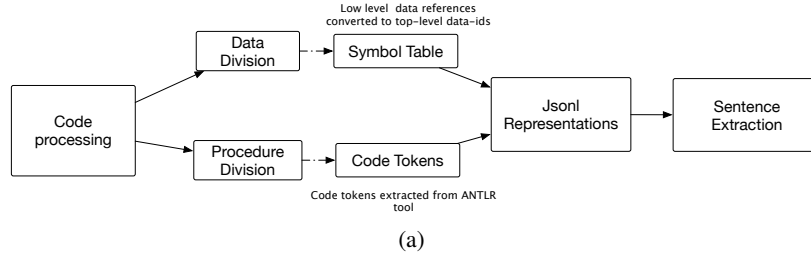 Low level data references
converted to top-level data-ids
Data
Division
Symbol Table
Code
processing
Jsonl
Representations
Sentence
Extraction
Procedure
Division
Code Tokens
Code tokens extracted from ANTLR
tool
(a)